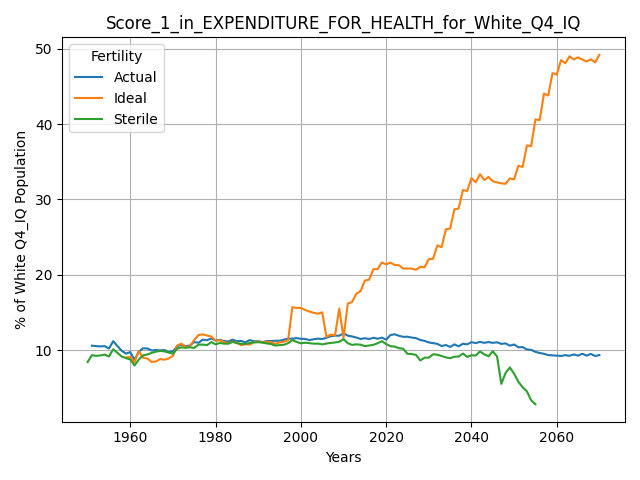 Score_1_in_EXPENDITURE_FOR_HEALTH_for_White_Q4_IQ
50
40
30
20
10
% of White Q4_IQ Population
Fertility
Actual
Ideal
Sterile
1960 1980 2000 2020 2040 2060
Years